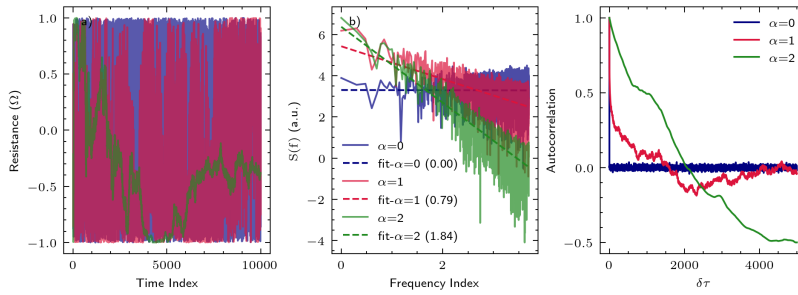 a)
1.0
0.5
0.0
−0.5
−1.0
Resistance (Ω)
0
5000
10000
Time Index
b)
6
4
2
0
−2
−4
S(f) (a.u.)
α=0
fit-α=0 (0.00)
α=1
fit-α=1 (0.79)
α=2
fit-α=2 (1.84)
0
2
Frequency Index
1.0
0.5
0.0
−0.5
Autocorrelation
α=0
α=1
α=2
0
2000
4000
δτ